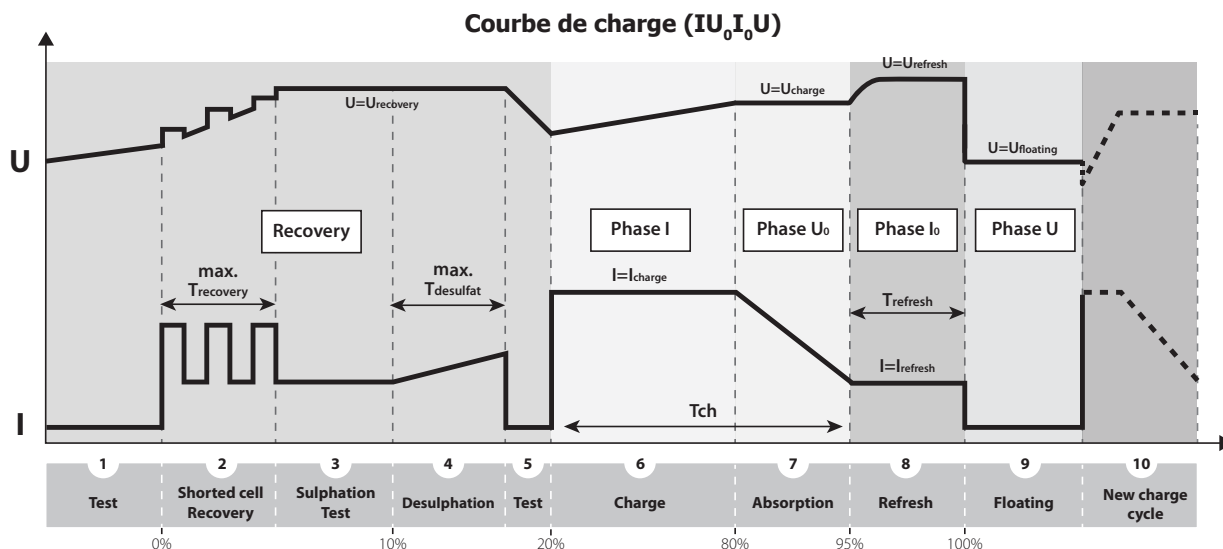 Courbe de charge (IU₀I₀U)
U=Urefresh
U=Ucharge
U=Urecovery
U=Ufloating
U
Recovery
Phase I
Phase U₀
Phase I₀
Phase U
max.
Trecovery
max.
Tdesulfat
I=Icharge
Trefresh
I=Irefresh
Tch
I
1
2
3
4
5
6
7
8
9
10
Test
Shorted cell
Recovery
Sulphation
Test
Desulphation
Test
Charge
Absorption
Refresh
Floating
New charge
cycle
0%
10%
20%
80%
95%
100%